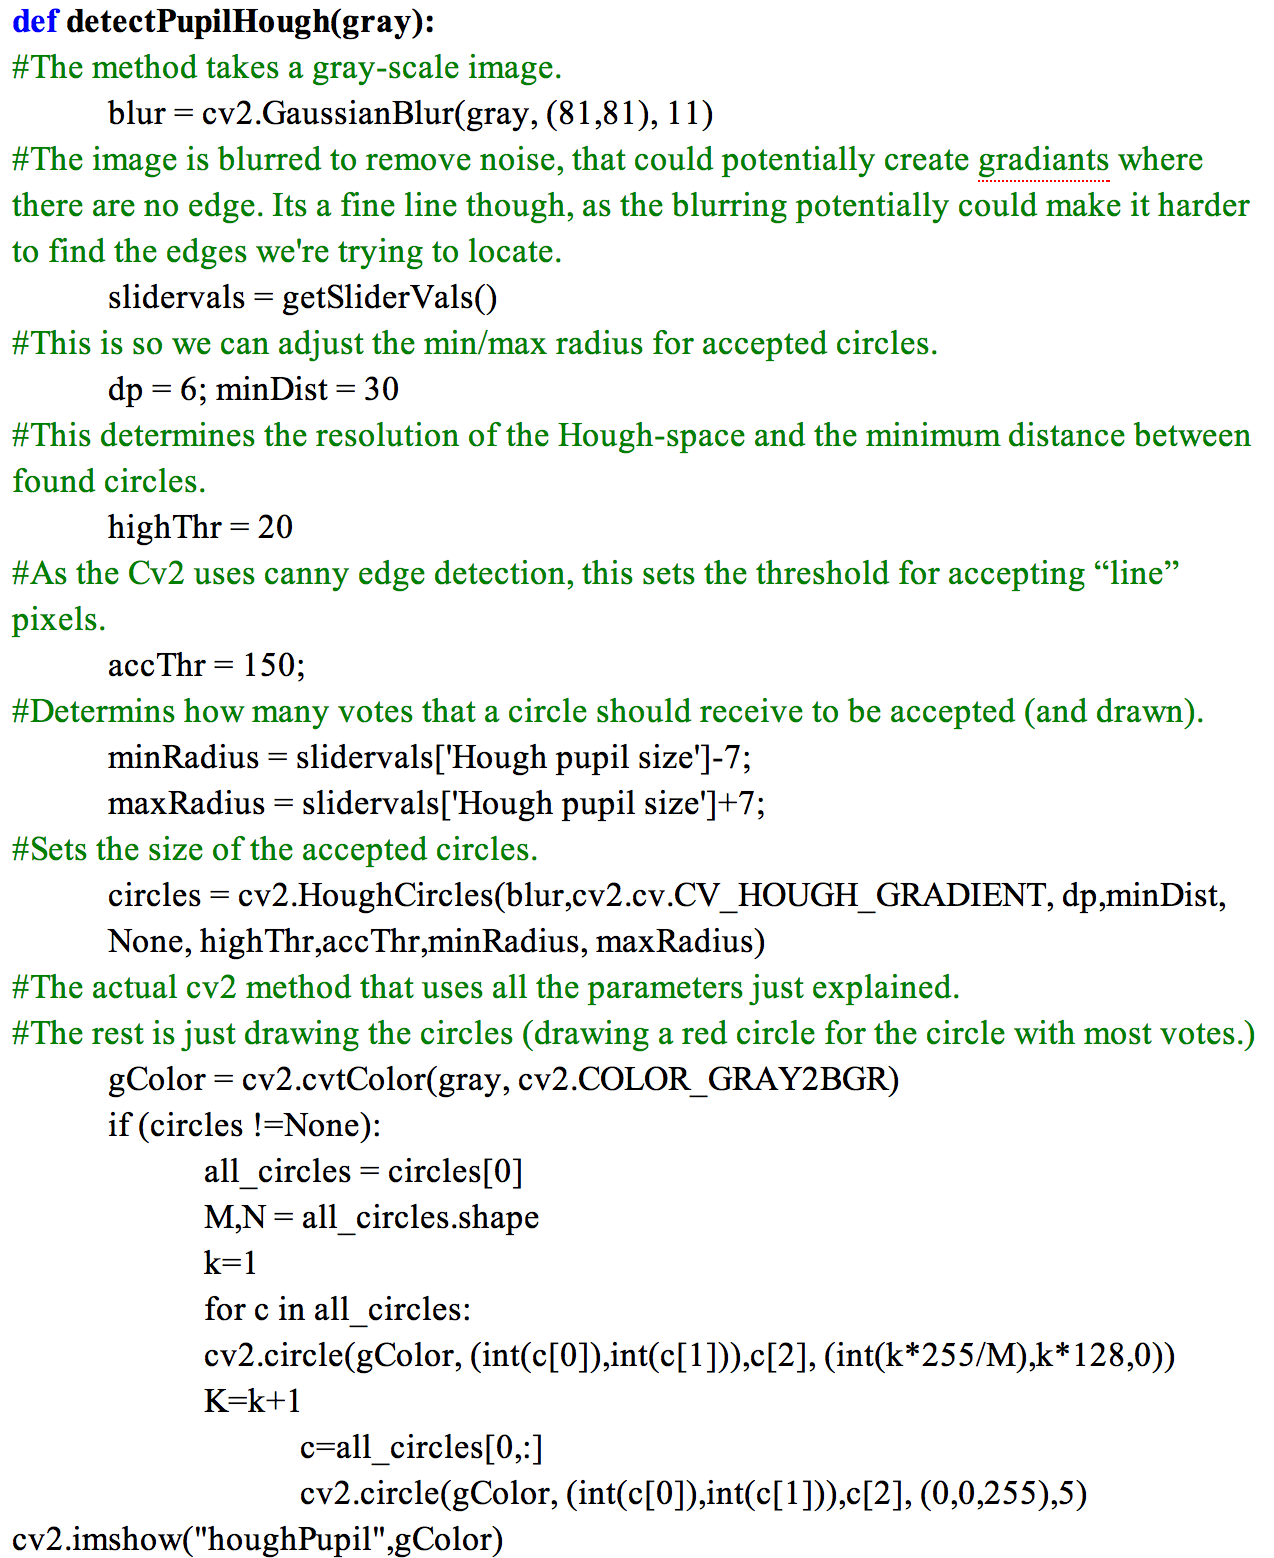 def detectPupilHough(gray):
#The method takes a gray-scale image.
blur = cv2.GaussianBlur(gray, (81,81), 11)
#The image is blurred to remove noise, that could potentially create gradiants where
there are no edge. Its a fine line though, as the blurring potentially could make it harder
to find the edges we're trying to locate.
slidervals = getSliderVals()
#This is so we can adjust the min/max radius for accepted circles.
dp = 6; minDist = 30
#This determines the resolution of the Hough-space and the minimum distance between
found circles.
highThr = 20
#As the Cv2 uses canny edge detection, this sets the threshold for accepting “line”
pixels.
accThr = 150;
#Determins how many votes that a circle should receive to be accepted (and drawn).
minRadius = slidervals['Hough pupil size']-7;
maxRadius = slidervals['Hough pupil size']+7;
#Sets the size of the accepted circles.
circles = cv2.HoughCircles(blur,cv2.cv.CV_HOUGH_GRADIENT, dp,minDist,
None, highThr,accThr,minRadius, maxRadius)
#The actual cv2 method that uses all the parameters just explained.
#The rest is just drawing the circles (drawing a red circle for the circle with most votes.)
gColor = cv2.cvtColor(gray, cv2.COLOR_GRAY2BGR)
if (circles !=None):
all_circles = circles[0]
M,N = all_circles.shape
k=1
for c in all_circles:
cv2.circle(gColor, (int(c[0]),int(c[1])),c[2], (int(k*255/M),k*128,0))
K=k+1
c=all_circles[0,:]
cv2.circle(gColor, (int(c[0]),int(c[1])),c[2], (0,0,255),5)
cv2.imshow("houghPupil",gColor)